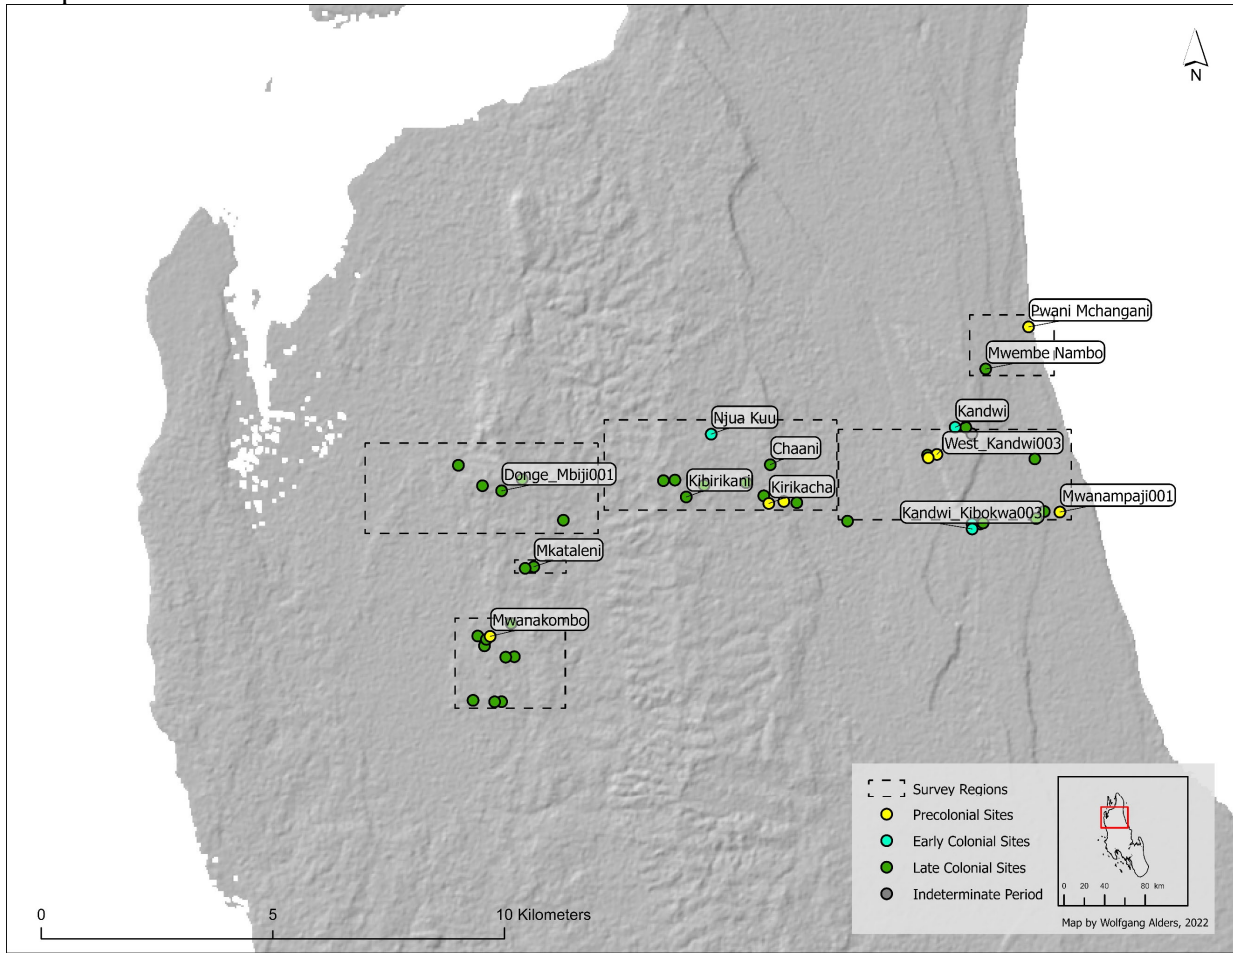 N
Pwani Mchangani
Mwembe Nambo
Kandwi
Njua Kuu
West_Kandwi003
Chaani
Donge_Mbiji001
Kibirikani
Kirikacha
Mwanampaji001
Kandwi_Kibokwa003
Mkataleni
Mwanakombo
Survey Regions
Precolonial Sites
Early Colonial Sites
Late Colonial Sites
Indeterminate Period
0 20 40 80 km
Map by Wolfgang Alders, 2022
0 5 10 Kilometers